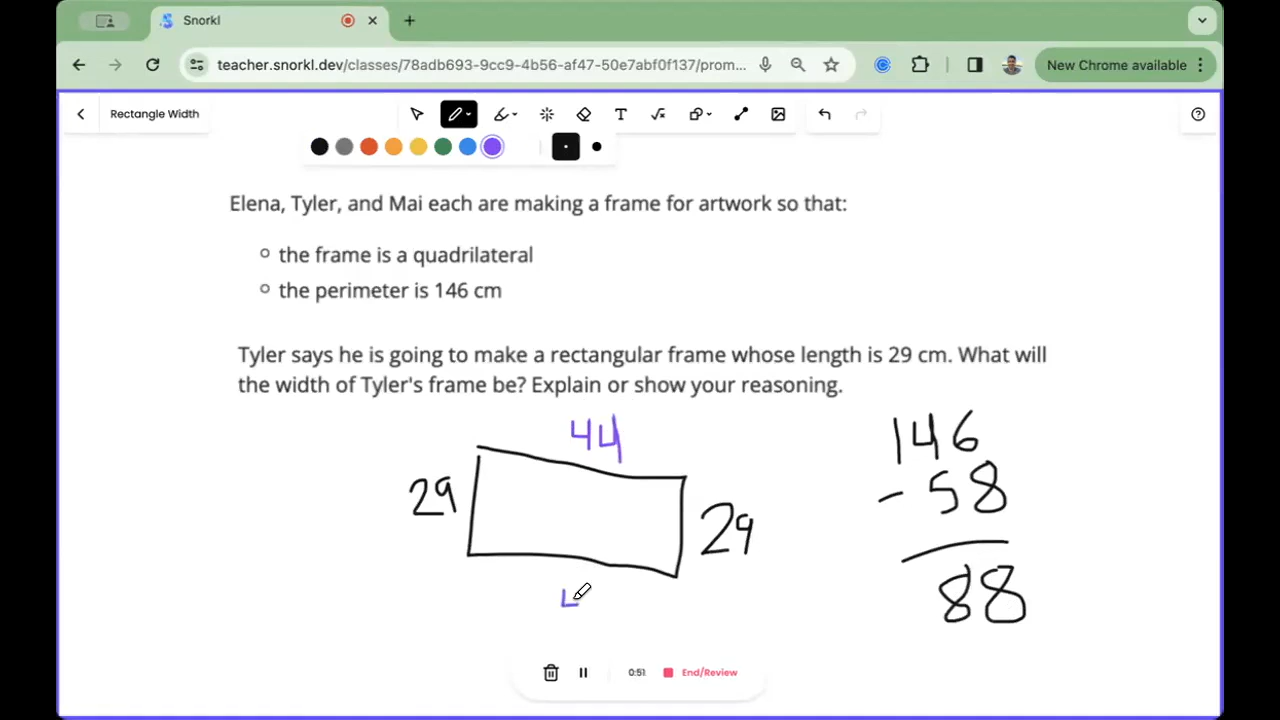 Snorkl
teacher.snorkl.dev/classes/78adb693-9cc9-4b56-af47-50e7abf0f137/prom...
New Chrome available
Rectangle Width
T
√x
?
Elena, Tyler, and Mai each are making a frame for artwork so that:
the frame is a quadrilateral
the perimeter is 146 cm
Tyler says he is going to make a rectangular frame whose length is 29 cm. What will
the width of Tyler's frame be? Explain or show your reasoning.
44
29
29
146
- 58
88
0:51
End/Review